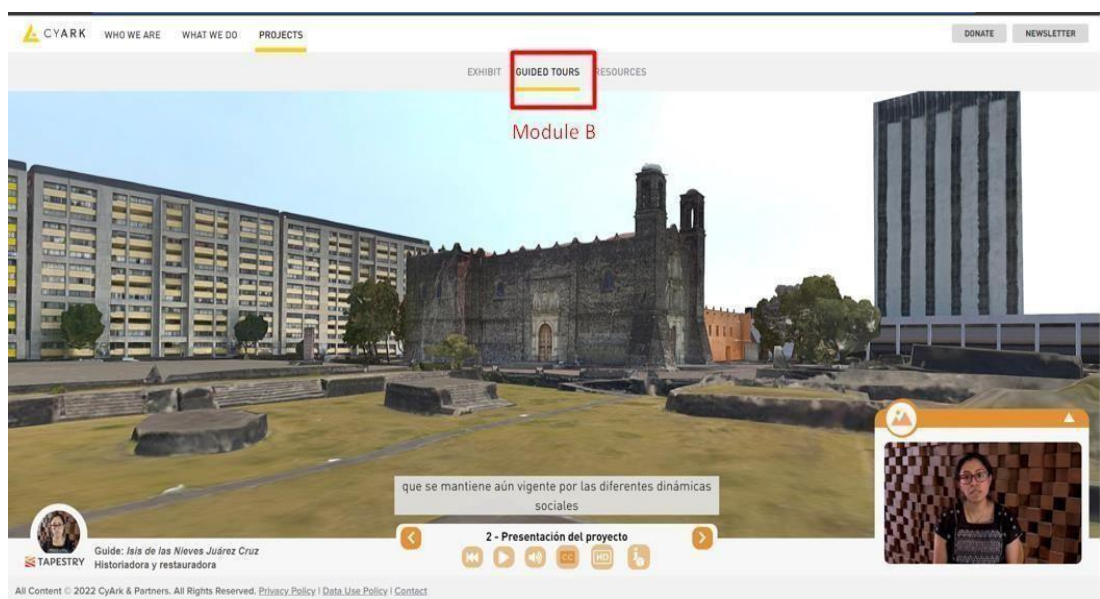 CYARK WHO WE ARE WHAT WE DO PROJECTS DONATE NEWSLETTER
EXHIBIT GUIDED TOURS RESOURCES
Module B
que se mantiene aún vigente por las diferentes dinámicas
sociales
2 - Presentación del proyecto
CC HD
TAPESTRY
Guide: Isis de las Nieves Juárez Cruz
Historiadora y restauradora
All Content © 2022 CyArk & Partners. All Rights Reserved. Privacy Policy | Data Use Policy | Contact